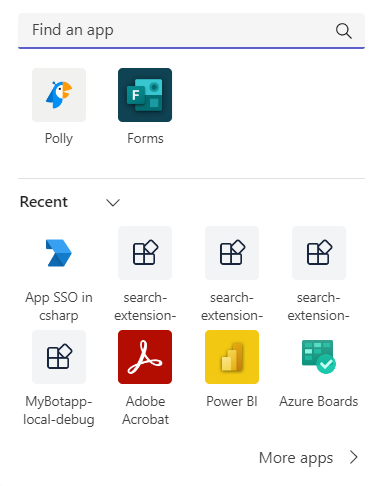 Find an app
Polly
Forms
F
Recent
App SSO in
csharp
search-
extension-
search-
extension-
search-
extension-
MyBotapp-
local-debug
Adobe
Acrobat
Power BI
Azure Boards
More apps